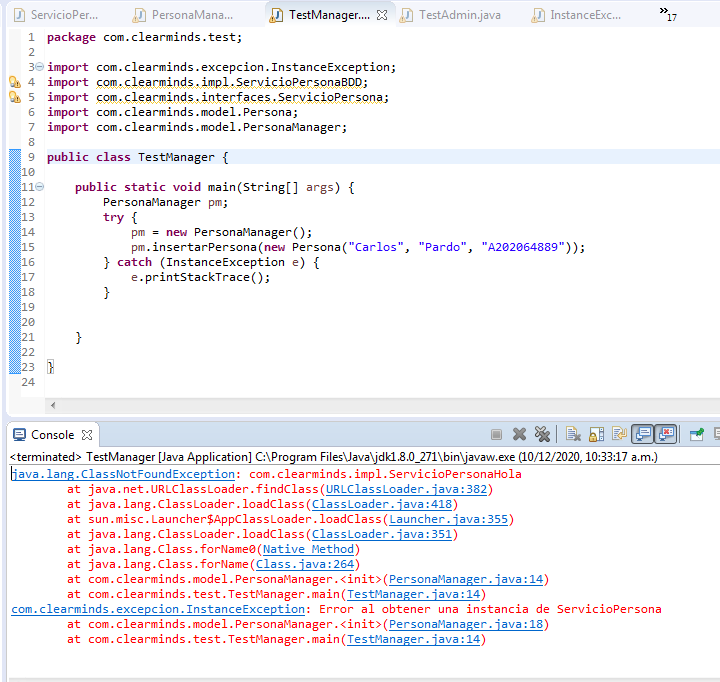 ServicioPer... PersonaMana... TestManager.... TestAdmin.java InstanceExc... »17
1 package com.clearminds.test;
2
3 import com.clearminds.excepcion.InstanceException;
4 import com.clearminds.impl.ServicioPersonaBDD;
5 import com.clearminds.interfaces.ServicioPersona;
6 import com.clearminds.model.Persona;
7 import com.clearminds.model.PersonaManager;
8
9 public class TestManager {
10
11 public static void main(String[] args) {
12 PersonaManager pm;
13 try {
14 pm = new PersonaManager();
15 pm.insertarPersona(new Persona("Carlos", "Pardo", "A202064889"));
16 } catch (InstanceException e) {
17 e.printStackTrace();
18 }
19
20
21 }
22
23 }
24
Console
<terminated> TestManager [Java Application] C:\Program Files\Java\jdk1.8.0_271\bin\javaw.exe (10/12/2020, 10:33:17 a.m.)
java.lang.ClassNotFoundException: com.clearminds.impl.ServicioPersonaHola
at java.net.URLClassLoader.findClass(URLClassLoader.java:382)
at java.lang.ClassLoader.loadClass(ClassLoader.java:418)
at sun.misc.Launcher$AppClassLoader.loadClass(Launcher.java:355)
at java.lang.ClassLoader.loadClass(ClassLoader.java:351)
at java.lang.Class.forName0(Native Method)
at java.lang.Class.forName(Class.java:264)
at com.clearminds.model.PersonaManager.<init>(PersonaManager.java:14)
at com.clearminds.test.TestManager.main(TestManager.java:14)
com.clearminds.excepcion.InstanceException: Error al obtener una instancia de ServicioPersona
at com.clearminds.model.PersonaManager.<init>(PersonaManager.java:18)
at com.clearminds.test.TestManager.main(TestManager.java:14)